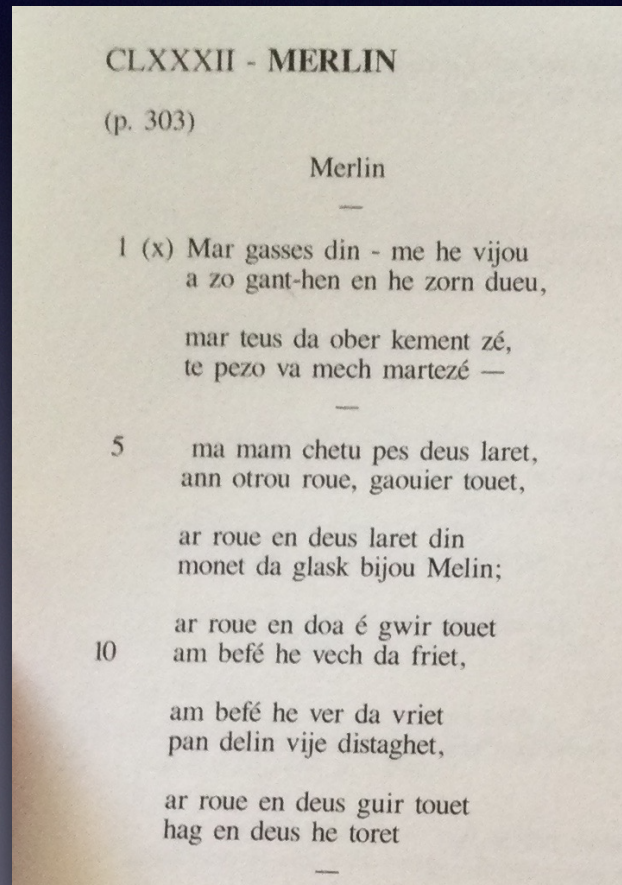 CLXXXII - MERLIN
(p. 303)
Merlin
—
1 (x) Mar gasses din - me he vijou
a zo gant-hen en he zorn dueu,
mar teus da ober kement zé,
te pezo va mech martezé —
—
5 ma mam chetu pes deus laret,
ann otrou roue, gaouier touet,
ar roue en deus laret din
monet da glask bijou Melin;
ar roue en doa é gwir touet
10 am befé he vech da friet,
am befé he ver da vriet
pan delin vije distaghet,
ar roue en deus guir touet
hag en deus he toret
—